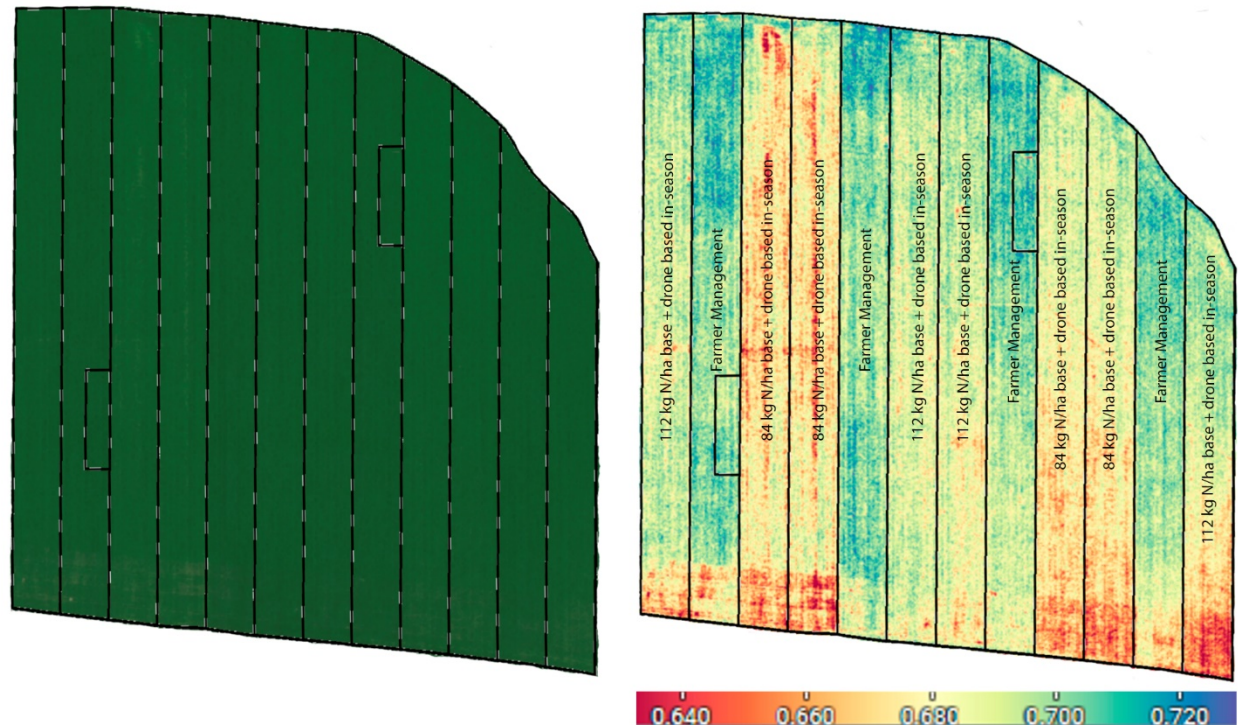 112 kg N/ha base + drone based in-season
Farmer Management
84 kg N/ha base + drone based in-season
84 kg N/ha base + drone based in-season
Farmer Management
112 kg N/ha base + drone based in-season
112 kg N/ha base + drone based in-season
Farmer Management
84 kg N/ha base + drone based in-season
84 kg N/ha base + drone based in-season
Farmer Management
112 kg N/ha base + drone based in-season
0.640 0.660 0.680 0.700 0.720